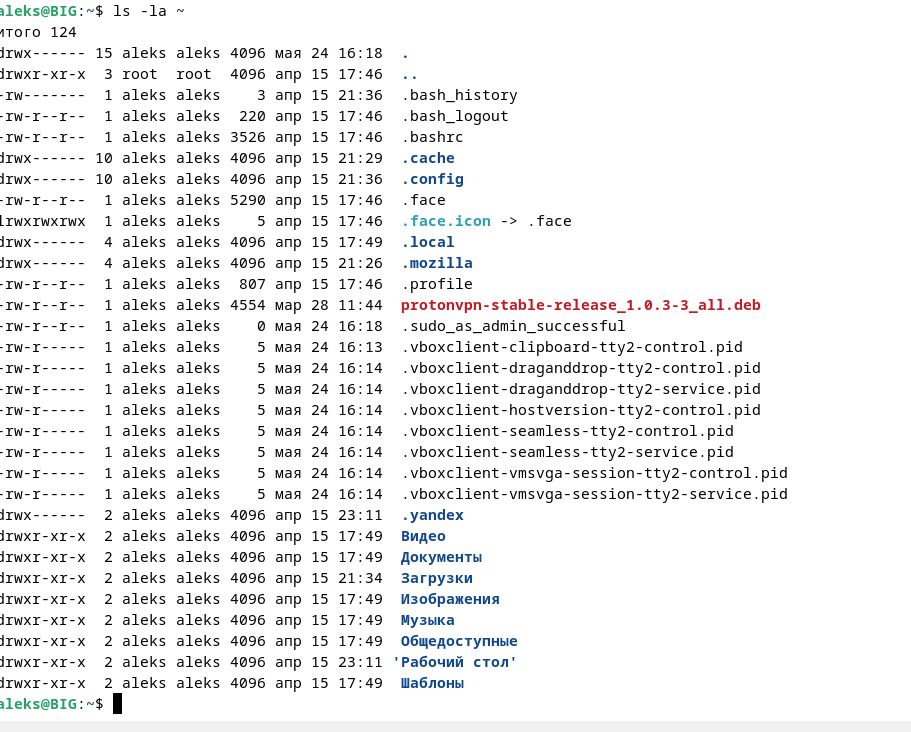 aleks@BIG:~$ ls -la ~
итого 124
drwx------ 15 aleks aleks 4096 мая 24 16:18  .
drwxr-xr-x  3 root  root  4096 апр 15 17:46  ..
-rw-------  1 aleks aleks    3 апр 15 21:36  .bash_history
-rw-r--r--  1 aleks aleks  220 апр 15 17:46  .bash_logout
-rw-r--r--  1 aleks aleks 3526 апр 15 17:46  .bashrc
drwx------ 10 aleks aleks 4096 апр 15 21:29  .cache
drwx------ 10 aleks aleks 4096 апр 15 21:36  .config
-rw-r--r--  1 aleks aleks 5290 апр 15 17:46  .face
lrwxrwxrwx  1 aleks aleks    5 апр 15 17:46  .face.icon -> .face
drwx------  4 aleks aleks 4096 апр 15 17:49  .local
drwx------  4 aleks aleks 4096 апр 15 21:26  .mozilla
-rw-r--r--  1 aleks aleks  807 апр 15 17:46  .profile
-rw-r--r--  1 aleks aleks 4554 мар 28 11:44  protonvpn-stable-release_1.0.3-3_all.deb
-rw-r--r--  1 aleks aleks    0 мая 24 16:18  .sudo_as_admin_successful
-rw-r-----  1 aleks aleks    5 мая 24 16:13  .vboxclient-clipboard-tty2-control.pid
-rw-r-----  1 aleks aleks    5 мая 24 16:14  .vboxclient-draganddrop-tty2-control.pid
-rw-r-----  1 aleks aleks    5 мая 24 16:14  .vboxclient-draganddrop-tty2-service.pid
-rw-r-----  1 aleks aleks    5 мая 24 16:14  .vboxclient-hostversion-tty2-control.pid
-rw-r-----  1 aleks aleks    5 мая 24 16:14  .vboxclient-seamless-tty2-control.pid
-rw-r-----  1 aleks aleks    5 мая 24 16:14  .vboxclient-seamless-tty2-service.pid
-rw-r-----  1 aleks aleks    5 мая 24 16:14  .vboxclient-vmsvga-session-tty2-control.pid
-rw-r-----  1 aleks aleks    5 мая 24 16:14  .vboxclient-vmsvga-session-tty2-service.pid
drwx------  2 aleks aleks 4096 апр 15 23:11  .yandex
drwxr-xr-x  2 aleks aleks 4096 апр 15 17:49  Видео
drwxr-xr-x  2 aleks aleks 4096 апр 15 17:49  Документы
drwxr-xr-x  2 aleks aleks 4096 апр 15 21:34  Загрузки
drwxr-xr-x  2 aleks aleks 4096 апр 15 17:49  Изображения
drwxr-xr-x  2 aleks aleks 4096 апр 15 17:49  Музыка
drwxr-xr-x  2 aleks aleks 4096 апр 15 17:49  Общедоступные
drwxr-xr-x  2 aleks aleks 4096 апр 15 23:11 'Рабочий стол'
drwxr-xr-x  2 aleks aleks 4096 апр 15 17:49  Шаблоны
aleks@BIG:~$